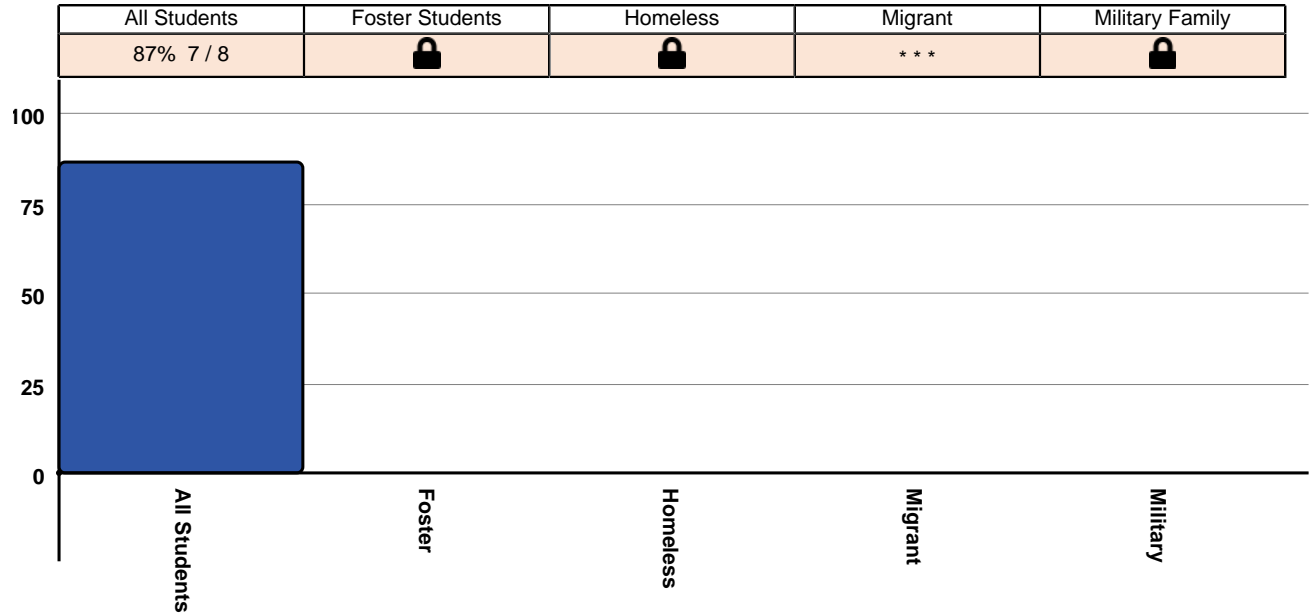 All Students Foster Students Homeless Migrant Military Family
87% 7 / 8 * * *
100
75
50
25
0
All Students
Foster
Homeless
Migrant
Military